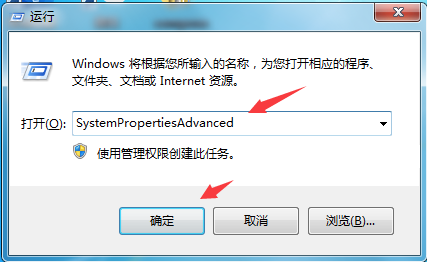 运行
Windows 将根据您所输入的名称，为您打开相应的程序、
文件夹、文档或 Internet 资源。
打开(O): SystemPropertiesAdvanced
使用管理权限创建此任务。
确定 取消 浏览(B)...